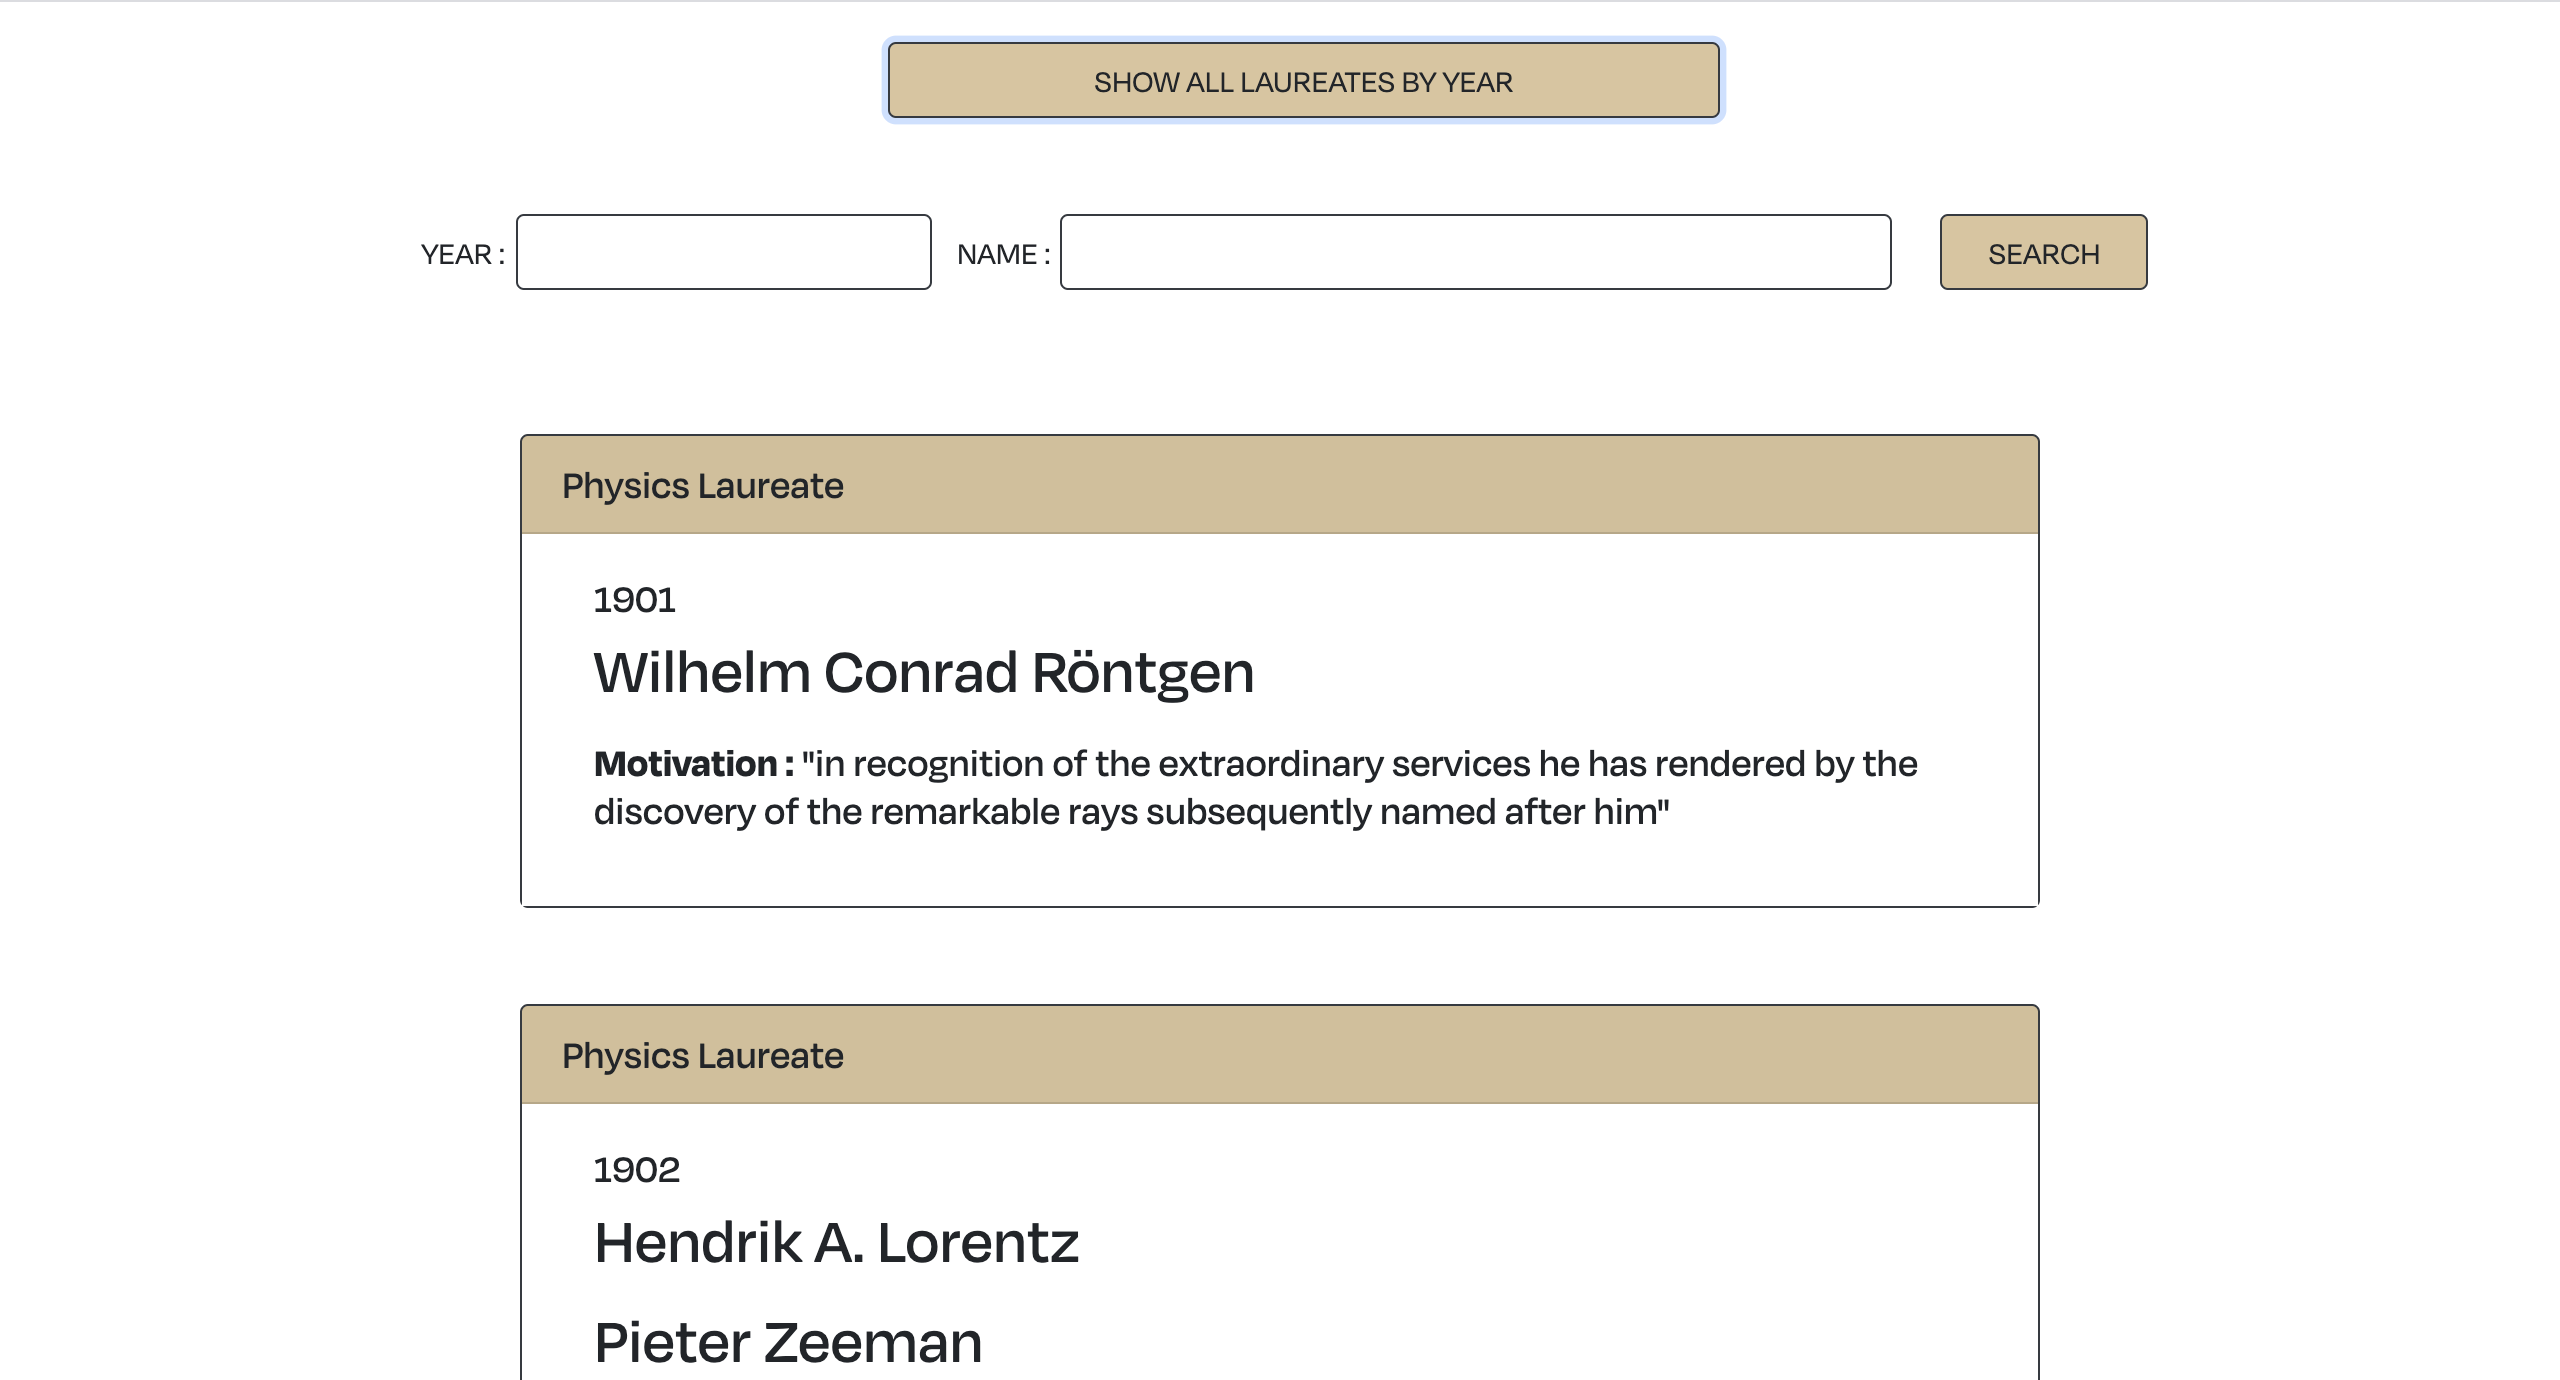 SHOW ALL LAUREATES BY YEAR
YEAR : NAME : SEARCH
Physics Laureate
1901
Wilhelm Conrad Röntgen
Motivation : "in recognition of the extraordinary services he has rendered by the
discovery of the remarkable rays subsequently named after him"
Physics Laureate
1902
Hendrik A. Lorentz
Pieter Zeeman